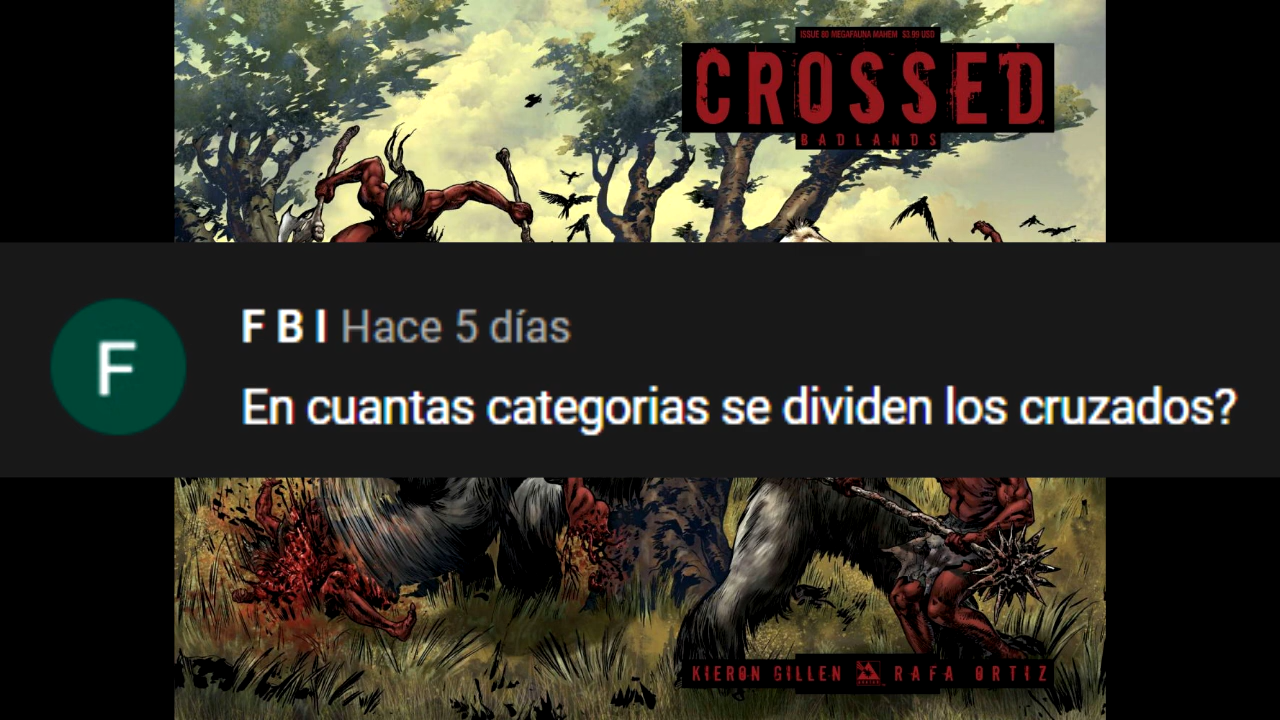 ISSUE 80 MEGAFAUNA MAHEM $3.99 USD
CROSSED
BADLANDS
F
F B I Hace 5 días
En cuantas categorias se dividen los cruzados?
KIERON GILLEN RAFA ORTIZ